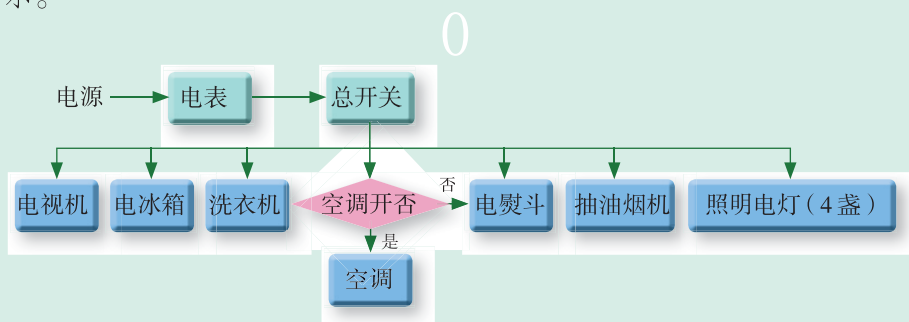 示。
0
电源 电表 总开关
否
电视机 电冰箱 洗衣机 空调开否 电熨斗 抽油烟机 照明电灯(4盏)
是
空调